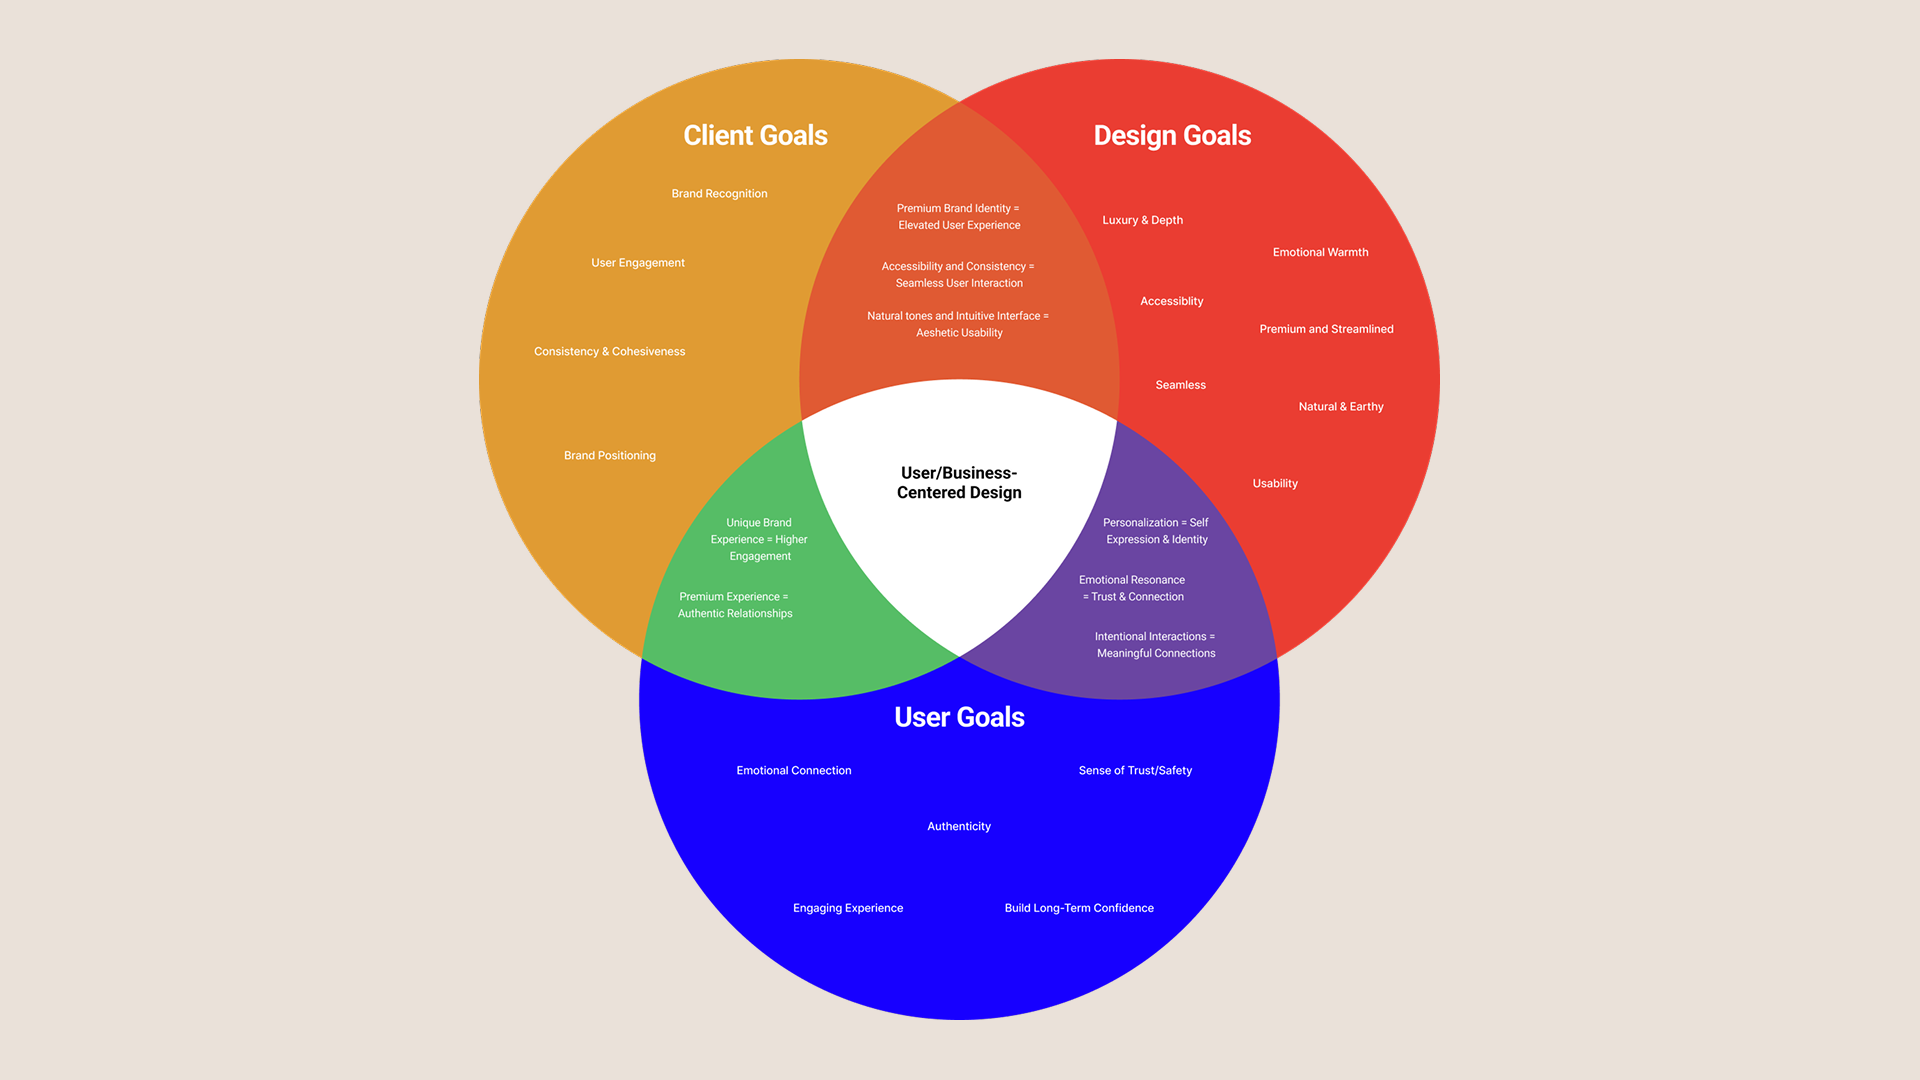 Client Goals
Brand Recognition
User Engagement
Consistency & Cohesiveness
Brand Positioning
Premium Brand Identity =
Elevated User Experience
Accessibility and Consistency =
Seamless User Interaction
Natural tones and Intuitive Interface =
Aeshetic Usability
Design Goals
Luxury & Depth
Emotional Warmth
Accessiblity
Premium and Streamlined
Seamless
Natural & Earthy
Usability
User/Business-
Centered Design
Unique Brand
Experience = Higher
Engagement
Premium Experience =
Authentic Relationships
Personalization = Self
Expression & Identity
Emotional Resonance
= Trust & Connection
Intentional Interactions =
Meaningful Connections
User Goals
Emotional Connection
Sense of Trust/Safety
Authenticity
Engaging Experience
Build Long-Term Confidence